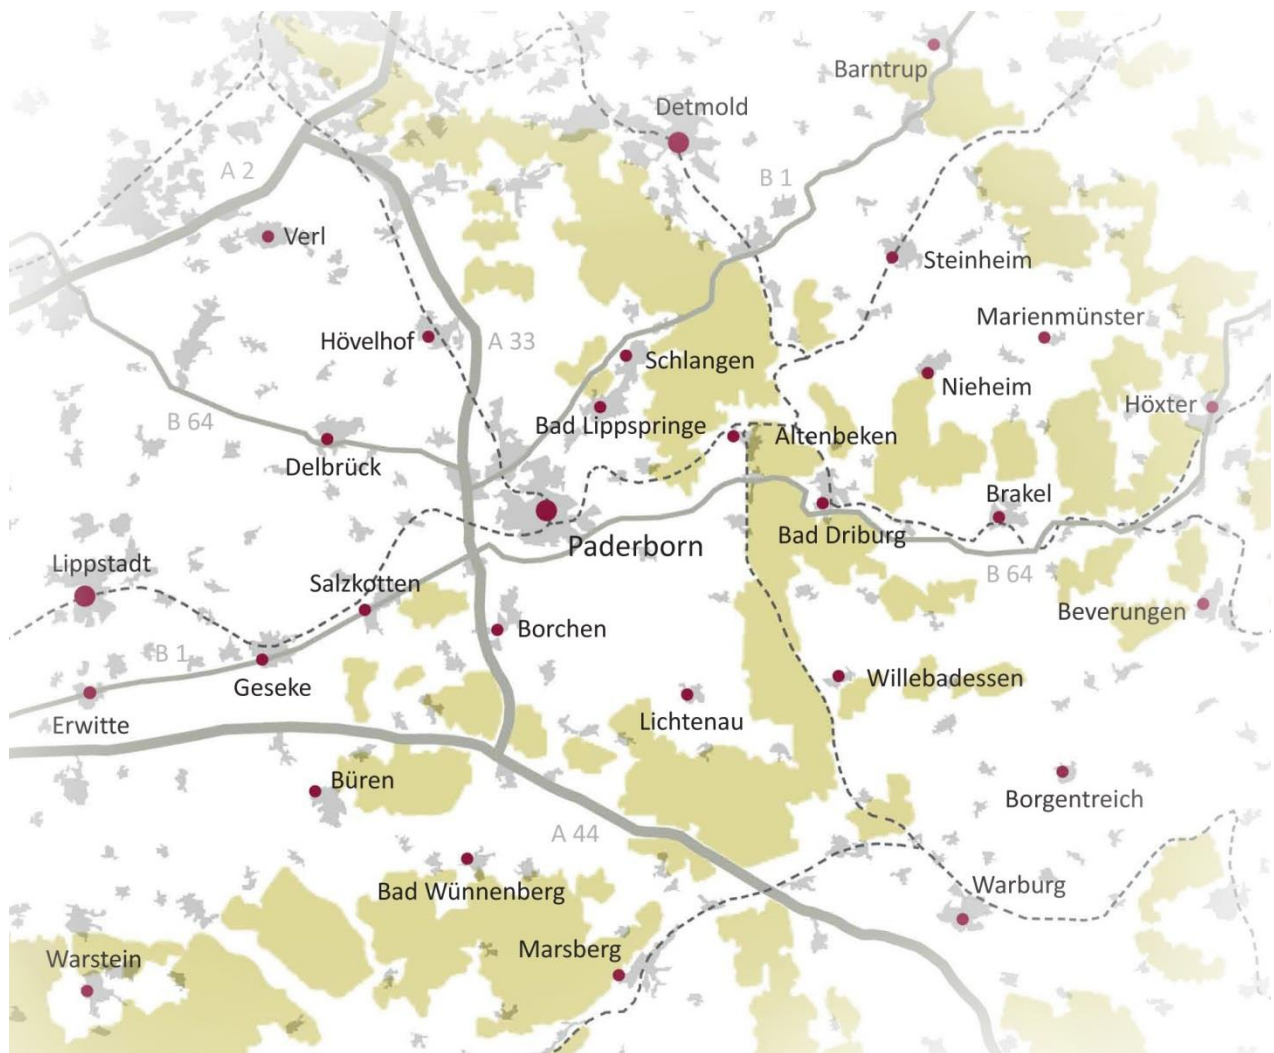 Barntrup
Detmold
A 2
B 1
Verl
Steinheim
Marienmünster
Hövelhof
A 33
Schlangen
Nieheim
Höxter
B 64
Bad Lippspringe
Altenbeken
Delbrück
Brakel
Paderborn
Bad Driburg
Lippstadt
Salzkotten
B 64
Beverungen
Borchen
B 1
Geseke
Willebadessen
Erwitte
Lichtenau
Büren
Borgentreich
A 44
Bad Wünnenberg
Warburg
Marsberg
Warstein